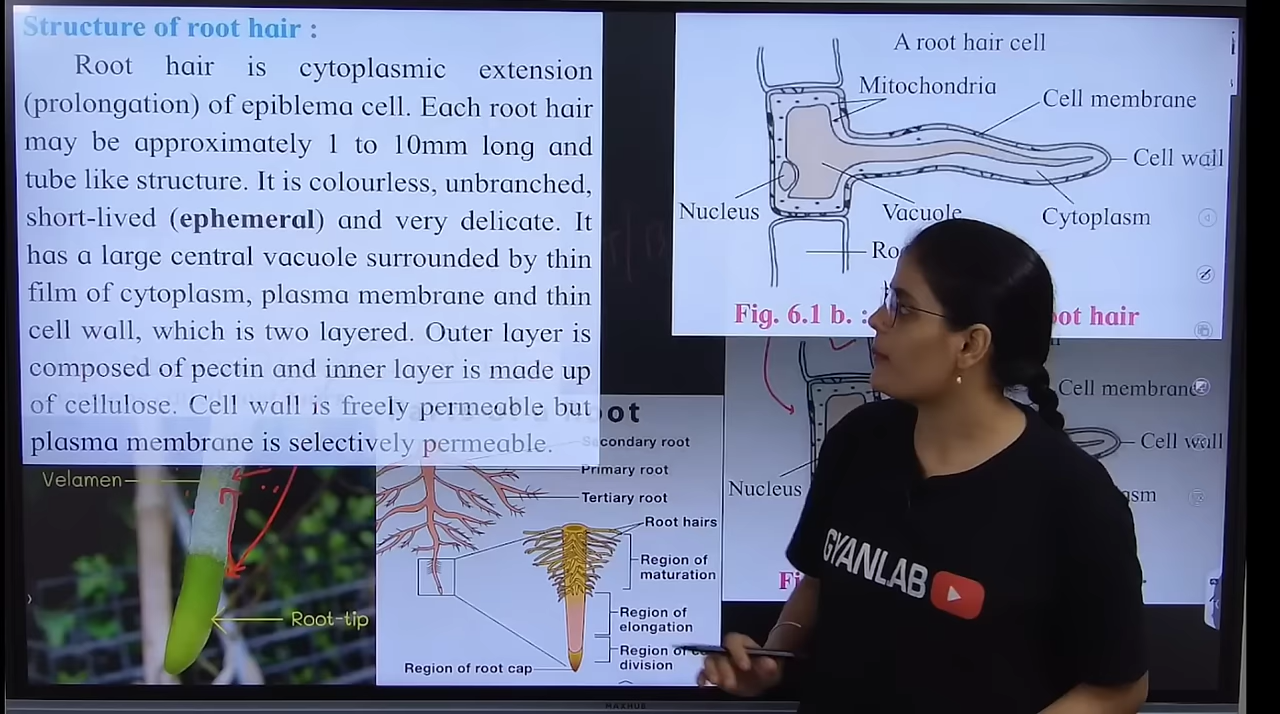 Structure of root hair :
Root hair is cytoplasmic extension
(prolongation) of epiblema cell. Each root hair
may be approximately 1 to 10mm long and
tube like structure. It is colourless, unbranched,
short-lived (ephemeral) and very delicate. It
has a large central vacuole surrounded by thin
film of cytoplasm, plasma membrane and thin
cell wall, which is two layered. Outer layer is
composed of pectin and inner layer is made up
of cellulose. Cell wall is freely permeable but
plasma membrane is selectively permeable.
A root hair cell
Mitochondria
Cell membrane
Cell wall
Nucleus
Vacuole
Cytoplasm
Fig. 6.1 b. :
oot hair
Cell membrane
Cell wall
Nucleus
Velamen
Root-tip
Secondary root
Primary root
Tertiary root
Root hairs
Region of
maturation
Region of
elongation
Region of
division
Region of root cap
GYANLAB
MAXHUB